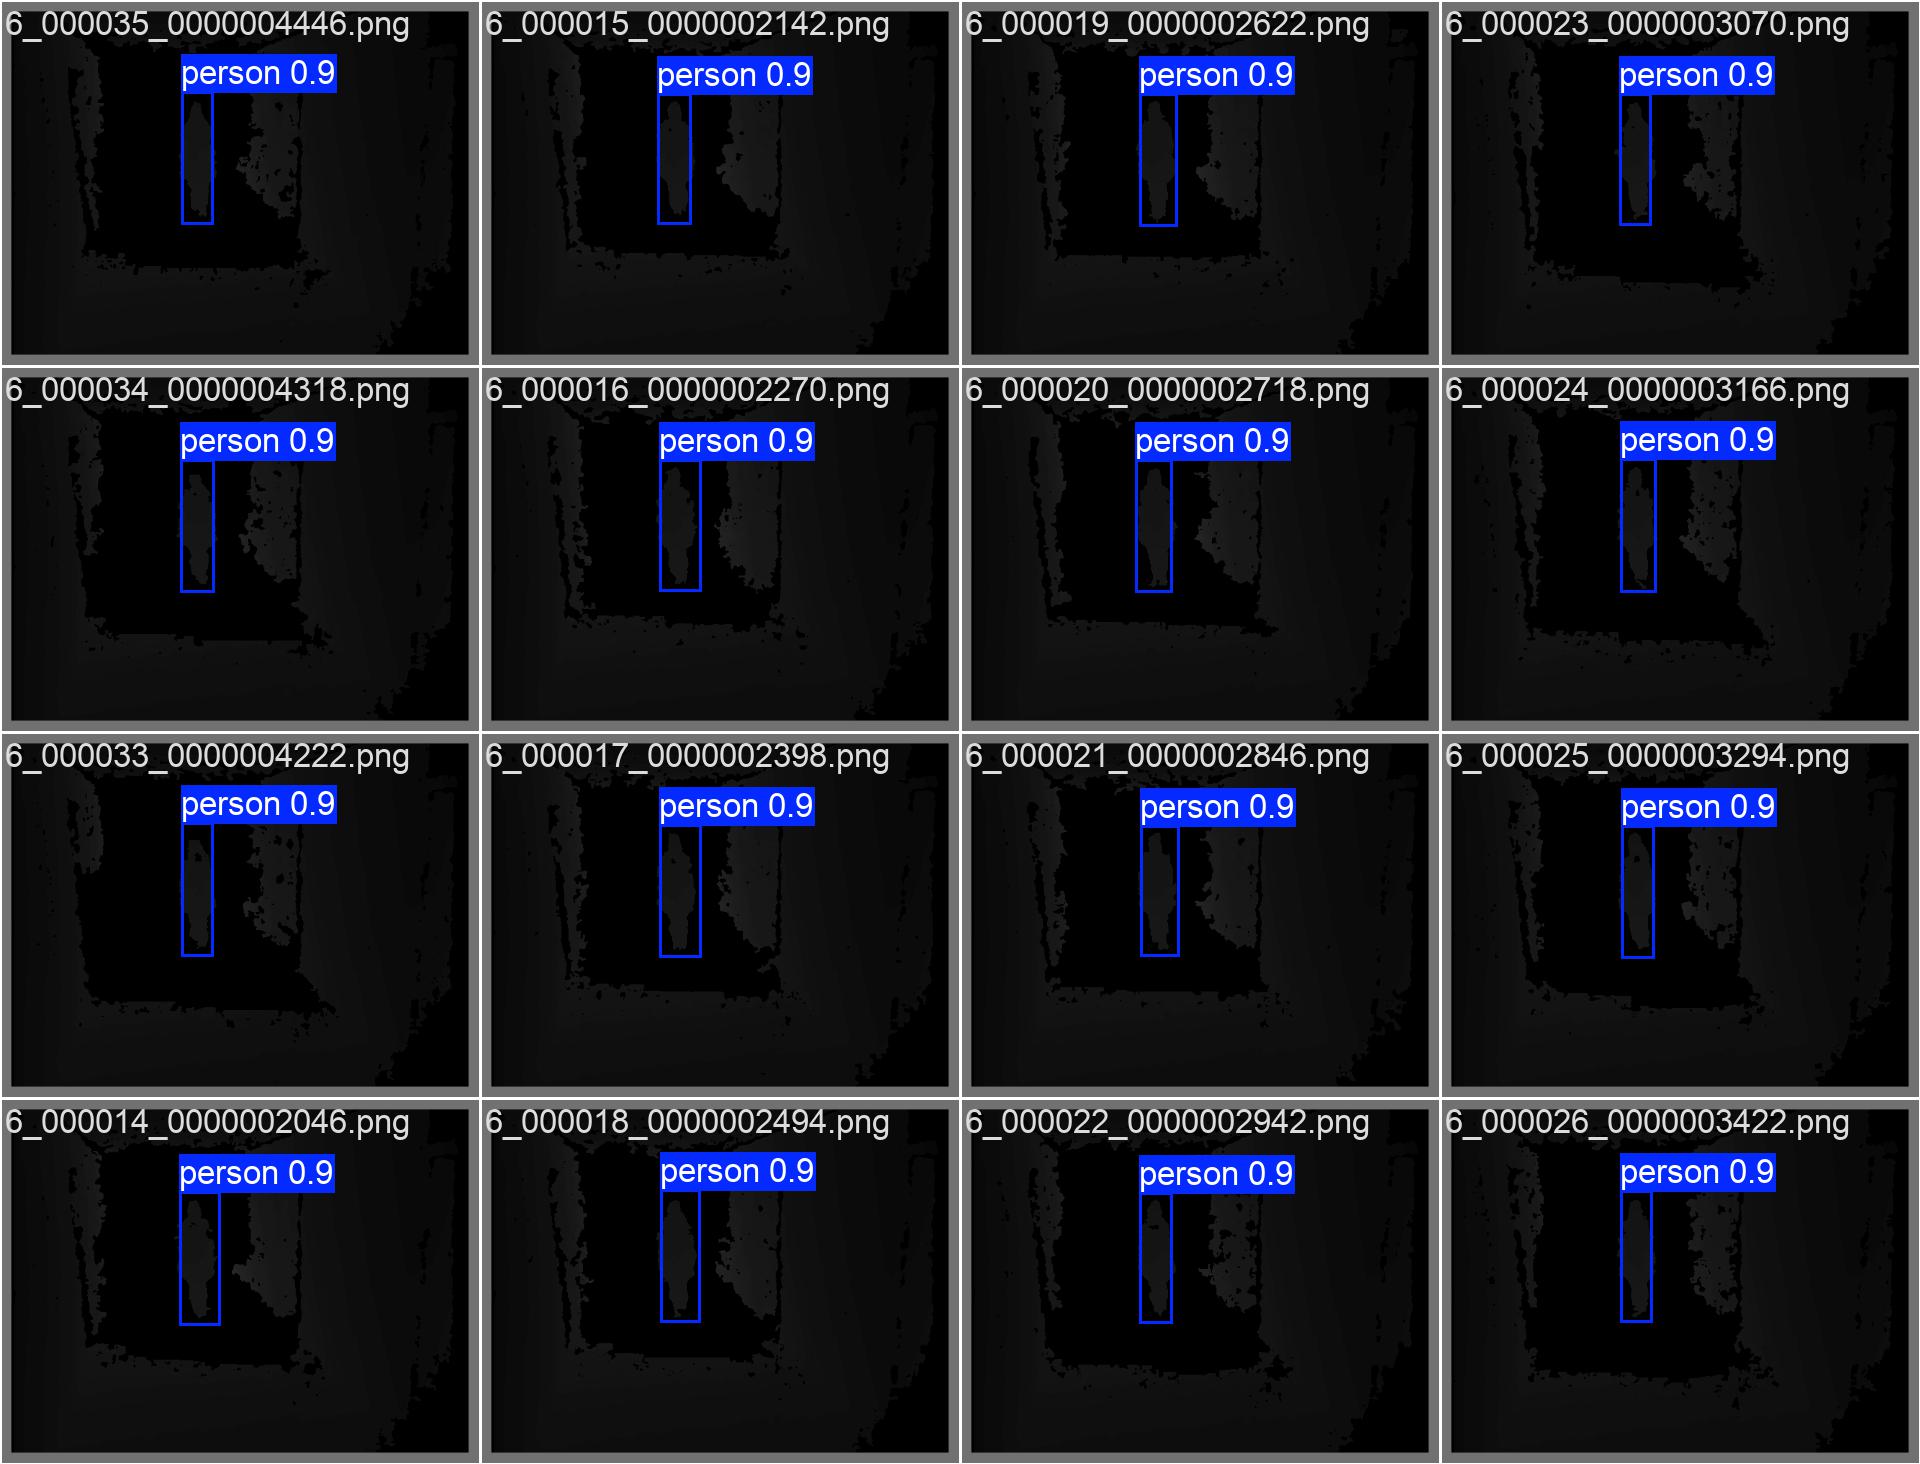 6_000035_0000004446.png
person 0.9
6_000015_0000002142.png
person 0.9
6_000019_0000002622.png
person 0.9
6_000023_0000003070.png
person 0.9
6_000034_0000004318.png
person 0.9
6_000016_0000002270.png
person 0.9
6_000020_0000002718.png
person 0.9
6_000024_0000003166.png
person 0.9
6_000033_0000004222.png
person 0.9
6_000017_0000002398.png
person 0.9
6_000021_0000002846.png
person 0.9
6_000025_0000003294.png
person 0.9
6_000014_0000002046.png
person 0.9
6_000018_0000002494.png
person 0.9
6_000022_0000002942.png
person 0.9
6_000026_0000003422.png
person 0.9